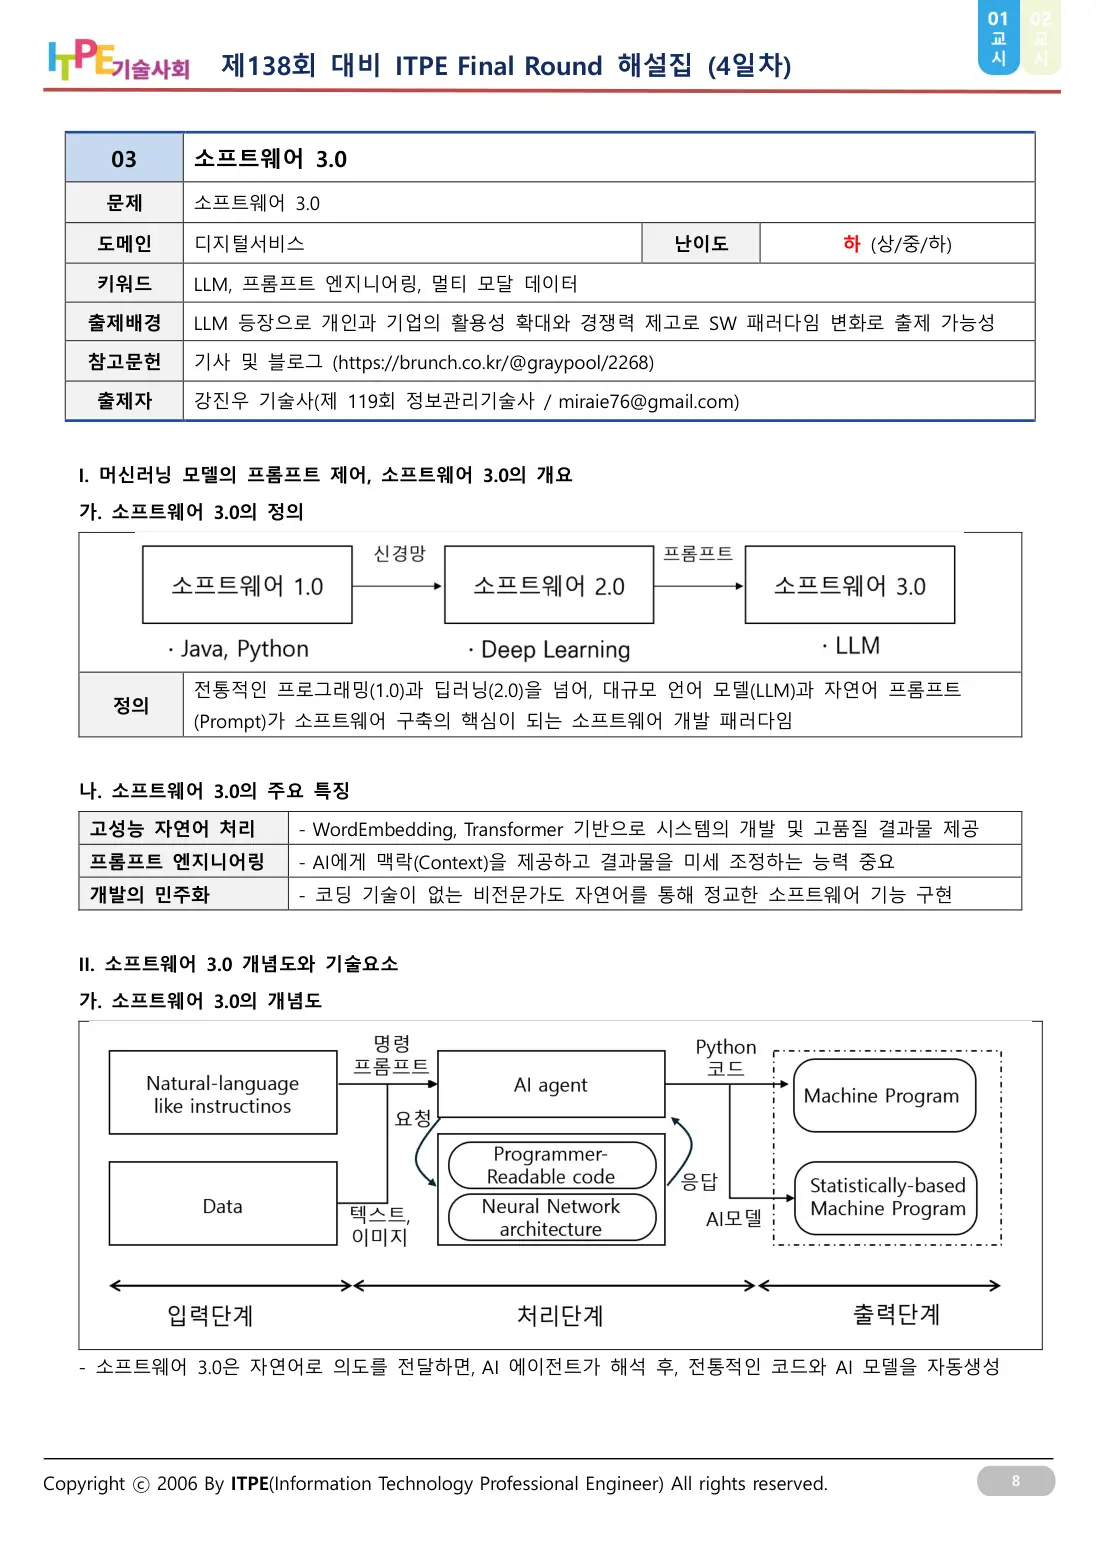 ITPE기술사회 제138회 대비 ITPE Final Round 해설집 (4일차)
01 교시
02 교시
03 소프트웨어 3.0
문제 소프트웨어 3.0
도메인 디지털서비스 난이도 하 (상/중/하)
키워드 LLM, 프롬프트 엔지니어링, 멀티 모달 데이터
출제배경 LLM 등장으로 개인과 기업의 활용성 확대와 경쟁력 제고로 SW 패러다임 변화로 출제 가능성
참고문헌 기사 및 블로그 (https://brunch.co.kr/@graypool/2268)
출제자 강진우 기술사(제 119회 정보관리기술사 / miraie76@gmail.com)
I. 머신러닝 모델의 프롬프트 제어, 소프트웨어 3.0의 개요
가. 소프트웨어 3.0의 정의
신경망 프롬프트
소프트웨어 1.0 소프트웨어 2.0 소프트웨어 3.0
· Java, Python · Deep Learning · LLM
정의 전통적인 프로그래밍(1.0)과 딥러닝(2.0)을 넘어, 대규모 언어 모델(LLM)과 자연어 프롬프트
(Prompt)가 소프트웨어 구축의 핵심이 되는 소프트웨어 개발 패러다임
나. 소프트웨어 3.0의 주요 특징
고성능 자연어 처리 - WordEmbedding, Transformer 기반으로 시스템의 개발 및 고품질 결과물 제공
프롬프트 엔지니어링 - AI에게 맥락(Context)을 제공하고 결과물을 미세 조정하는 능력 중요
개발의 민주화 - 코딩 기술이 없는 비전문가도 자연어를 통해 정교한 소프트웨어 기능 구현
II. 소프트웨어 3.0 개념도와 기술요소
가. 소프트웨어 3.0의 개념도
Natural-language
like instructinos
Data
명령
프롬프트
텍스트,
이미지
AI agent
요청
Programmer-
Readable code
Neural Network
architecture
응답
Python
코드
AI모델
Machine Program
Statistically-based
Machine Program
입력단계 처리단계 출력단계
- 소프트웨어 3.0은 자연어로 의도를 전달하면, AI 에이전트가 해석 후, 전통적인 코드와 AI 모델을 자동생성
Copyright ⓒ 2006 By ITPE(Information Technology Professional Engineer) All rights reserved. 8